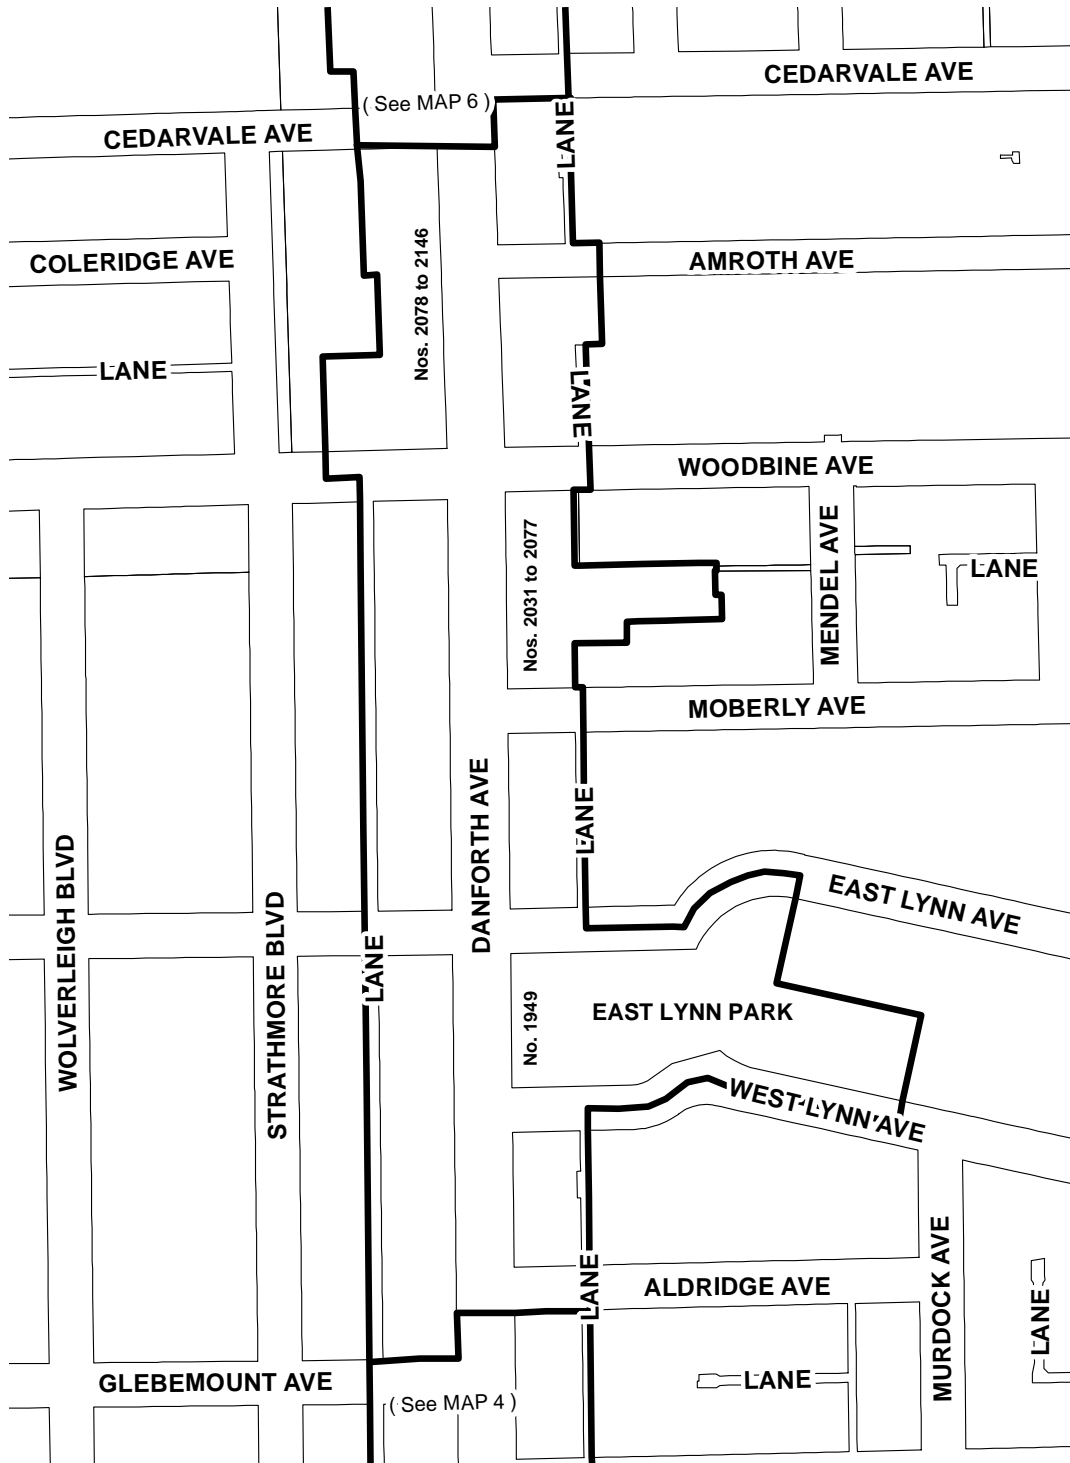 CEDARVALE AVE
( See MAP 6 )
CEDARVALE AVE
LANE
COLERIDGE AVE
AMROTH AVE
Nos. 2078 to 2146
LANE
LANE
WOODBINE AVE
Nos. 2031 to 2077
MENDEL AVE
LANE
MOBERLY AVE
DANFORTH AVE
LANE
WOLVERLEIGH BLVD
STRATHMORE BLVD
LANE
EAST LYNN AVE
No. 1949
EAST LYNN PARK
WEST LYNN AVE
LANE
ALDRIDGE AVE
MURDOCK AVE
LANE
GLEBEMOUNT AVE
LANE
( See MAP 4 )